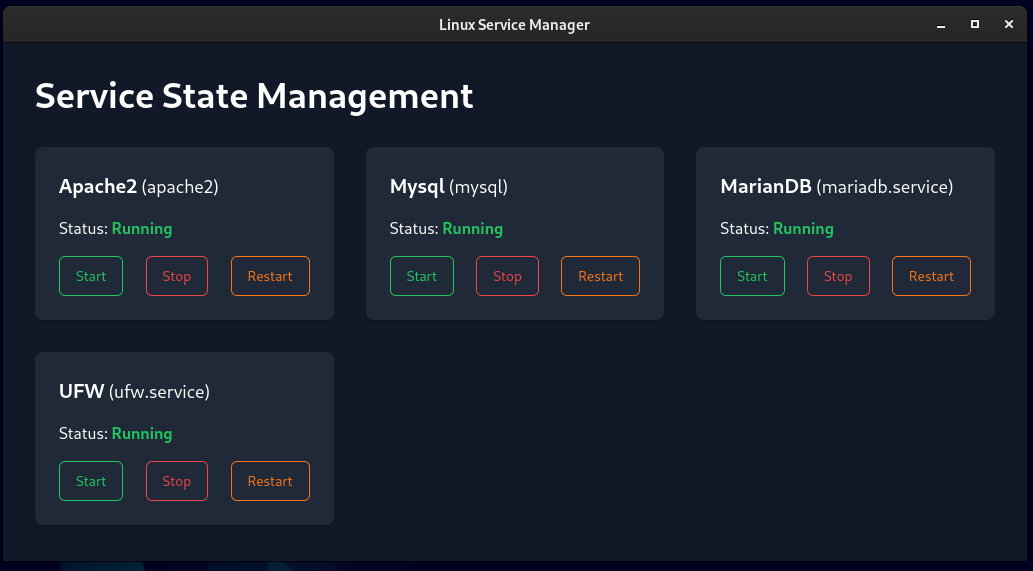 Linux Service Manager
Service State Management
Apache2 (apache2)
Status: Running
Start Stop Restart
Mysql (mysql)
Status: Running
Start Stop Restart
MarianDB (mariadb.service)
Status: Running
Start Stop Restart
UFW (ufw.service)
Status: Running
Start Stop Restart